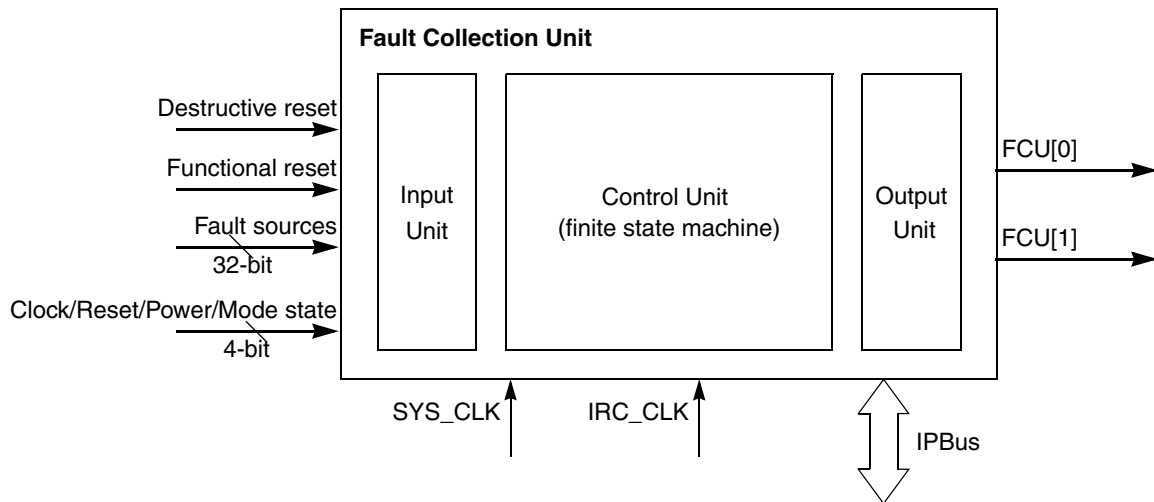 Fault Collection Unit
Destructive reset
Functional reset
Fault sources
32-bit
Clock/Reset/Power/Mode state
4-bit
Input
Unit
Control Unit
(finite state machine)
Output
Unit
FCU[0]
FCU[1]
SYS_CLK
IRC_CLK
IPBus